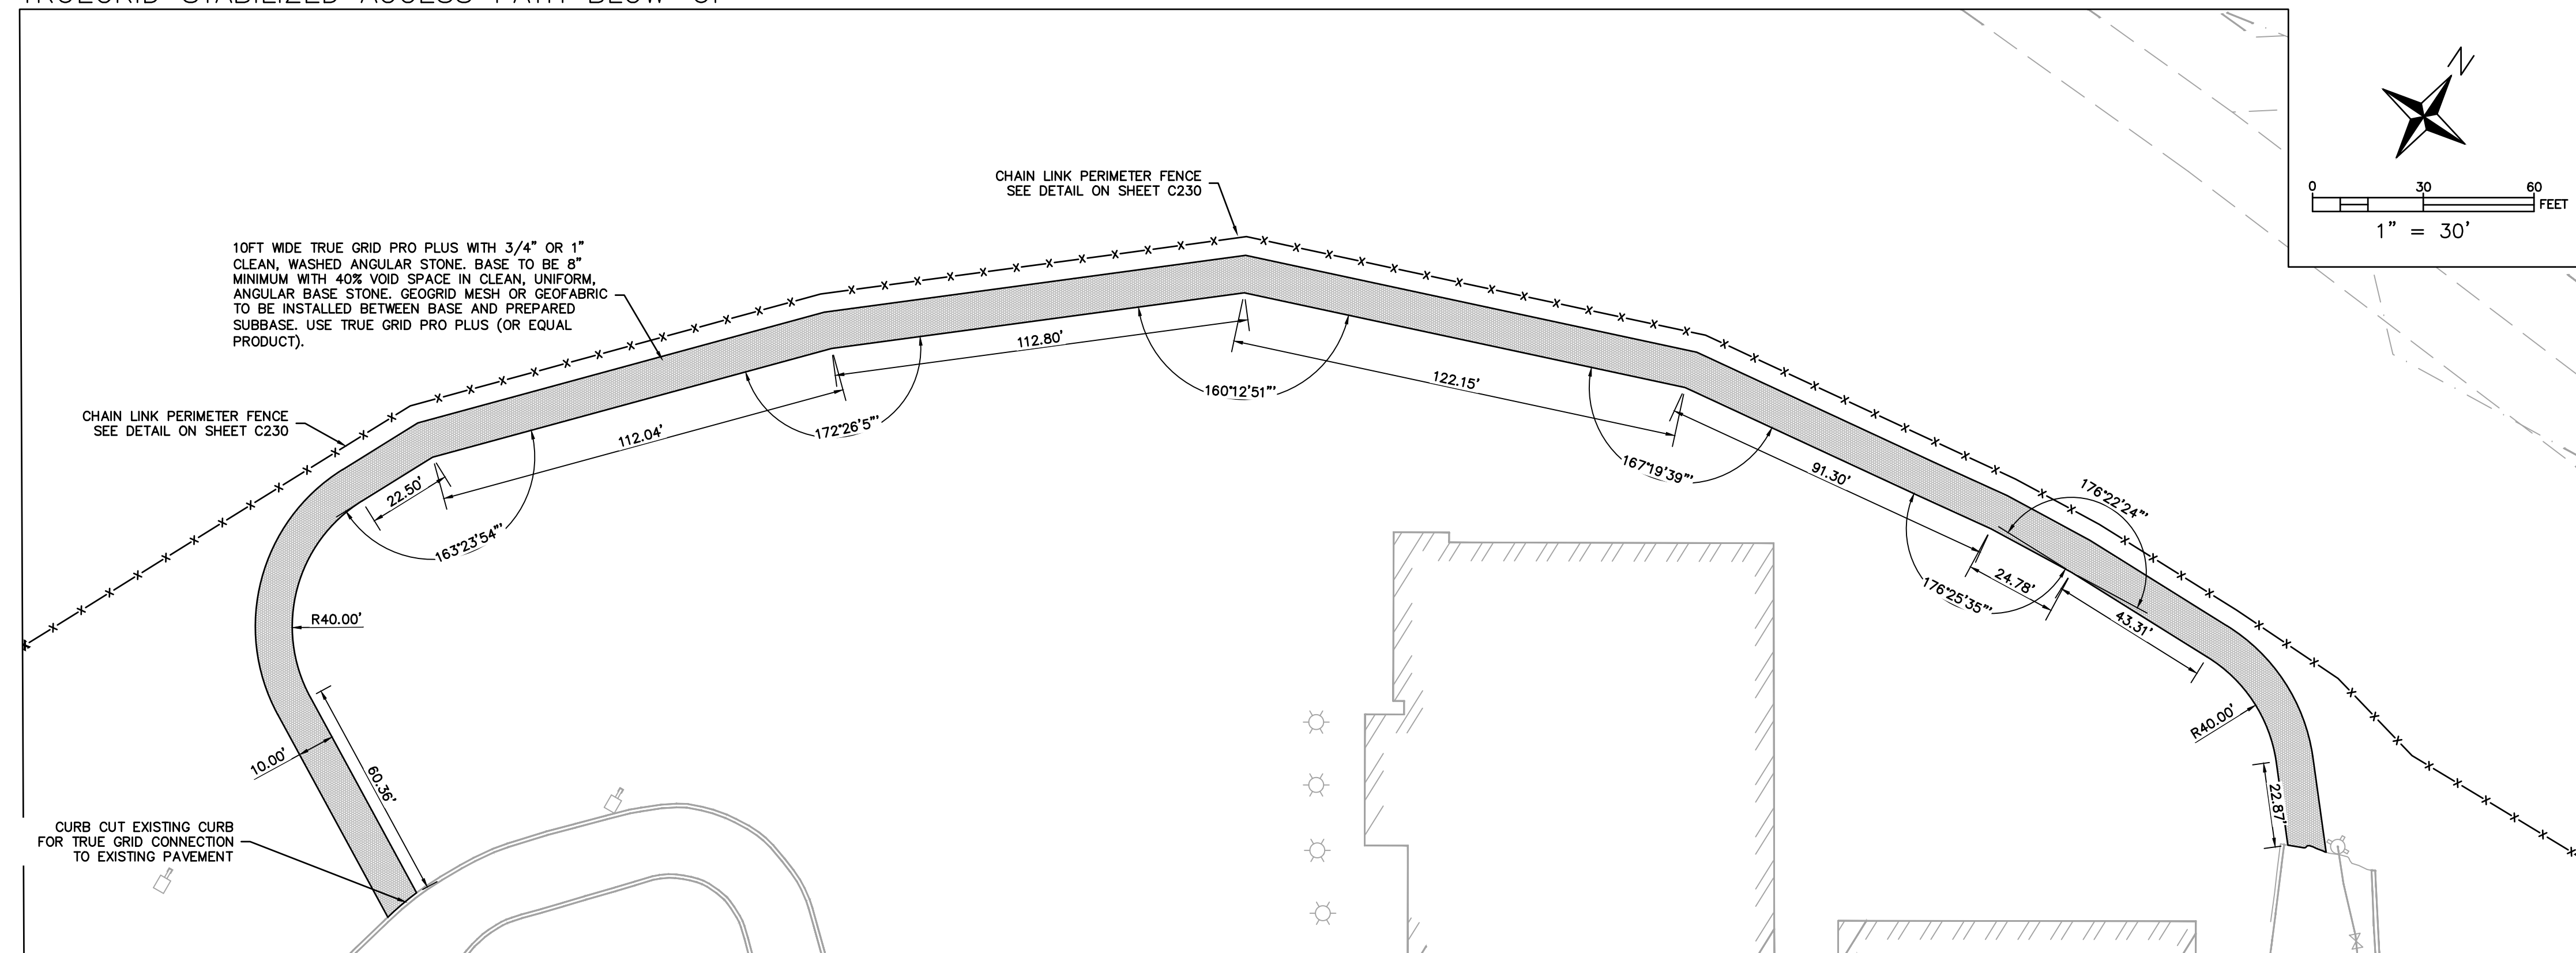 TRUEGRID STABILIZED ACCESS PATH BLOW-UP
N
0 30 60
FEET
1" = 30'
CHAIN LINK PERIMETER FENCE
SEE DETAIL ON SHEET C230
10FT WIDE TRUE GRID PRO PLUS WITH 3/4" OR 1"
CLEAN, WASHED ANGULAR STONE. BASE TO BE 8"
MINIMUM WITH 40% VOID SPACE IN CLEAN, UNIFORM,
ANGULAR BASE STONE. GEOGRID MESH OR GEOFABRIC
TO BE INSTALLED BETWEEN BASE AND PREPARED
SUBBASE. USE TRUE GRID PRO PLUS (OR EQUAL
PRODUCT).
CHAIN LINK PERIMETER FENCE
SEE DETAIL ON SHEET C230
112.80'
122.15'
160°12'51"'
172°26'5"'
112.04'
22.50'
163°23'54"'
167°19'39"'
91.30'
176°22'24"'
176°25'35"'
24.78'
43.31'
R40.00'
R40.00'
10.00'
60.36'
22.87'
CURB CUT EXISTING CURB
FOR TRUE GRID CONNECTION
TO EXISTING PAVEMENT